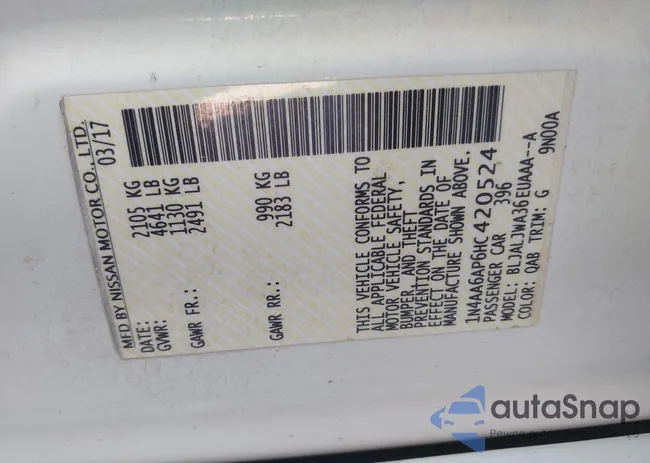 MFD BY NISSAN MOTOR CO., LTD.
DATE: 03/17
GVWR: 2105 KG
4641 LB
GAWR FR.: 1130 KG
2491 LB
GAWR RR.: 990 KG
2183 LB
THIS VEHICLE CONFORMS TO
ALL APPLICABLE FEDERAL
MOTOR VEHICLE SAFETY,
BUMPER, AND THEFT
PREVENTION STANDARDS IN
EFFECT ON THE DATE OF
MANUFACTURE SHOWN ABOVE.
1N4AA6AP6HC420524
PASSENGER CAR 396
MODEL: BLJALJWA36EUAAA--A
COLOR: QAB TRIM: G 9N00A
autaSnap
Pewne auto